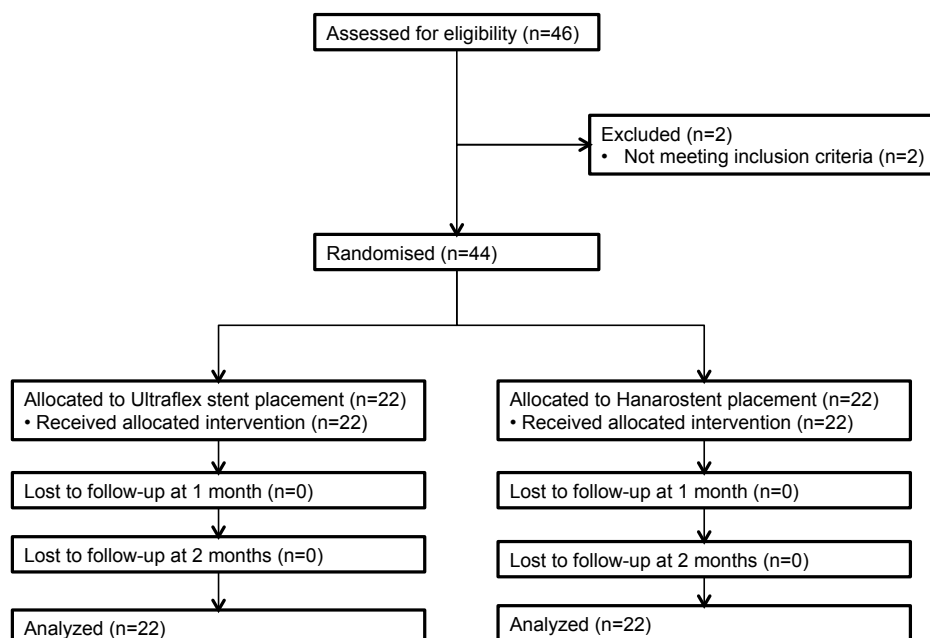 Assessed for eligibility (n=46)
Excluded (n=2)
• Not meeting inclusion criteria (n=2)
Randomised (n=44)
Allocated to Ultraflex stent placement (n=22)
• Received allocated intervention (n=22)
Lost to follow-up at 1 month (n=0)
Lost to follow-up at 2 months (n=0)
Analyzed (n=22)
Allocated to Hanarostent placement (n=22)
• Received allocated intervention (n=22)
Lost to follow-up at 1 month (n=0)
Lost to follow-up at 2 months (n=0)
Analyzed (n=22)